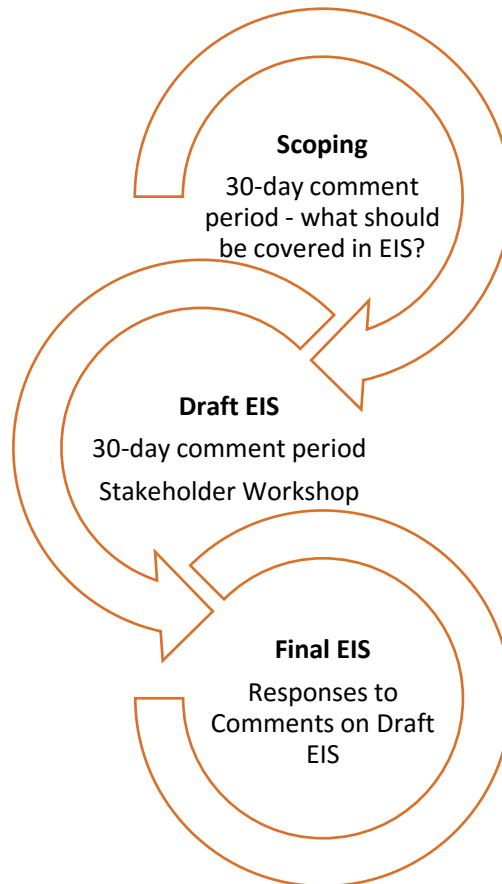 Scoping
30-day comment
period - what should
be covered in EIS?
Draft EIS
30-day comment period
Stakeholder Workshop
Final EIS
Responses to
Comments on Draft
EIS